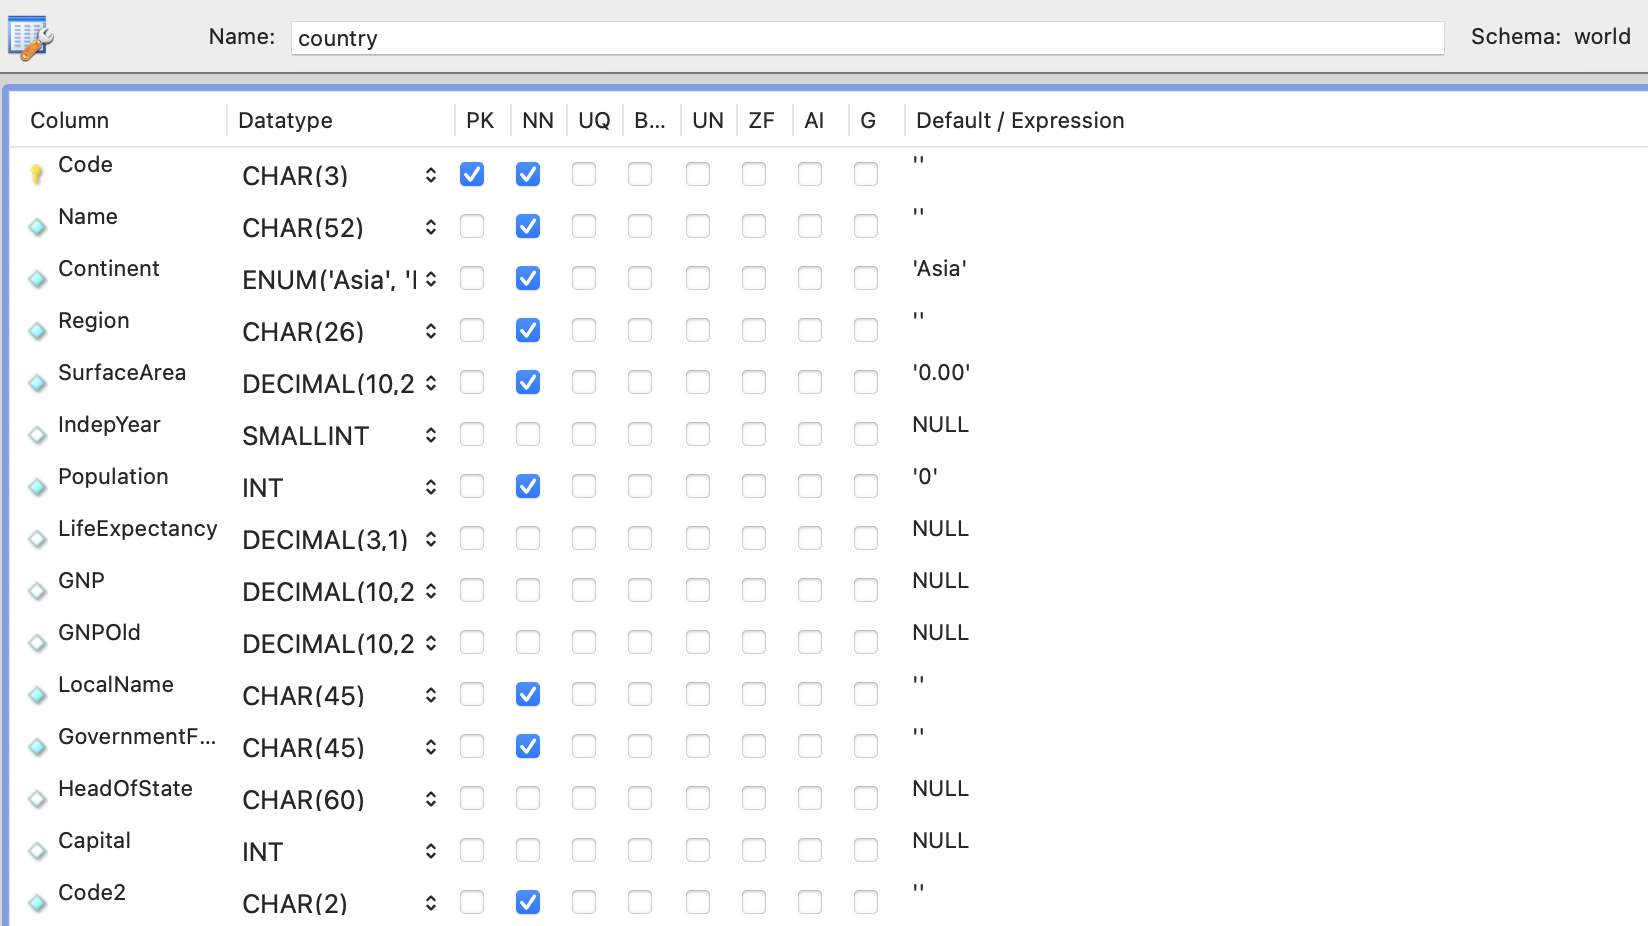 Name: country Schema: world
Column Datatype PK NN UQ B... UN ZF AI G Default / Expression
Code CHAR(3) ''
Name CHAR(52) ''
Continent ENUM('Asia', ' 'Asia'
Region CHAR(26) ''
SurfaceArea DECIMAL(10,2 '0.00'
IndepYear SMALLINT NULL
Population INT '0'
LifeExpectancy DECIMAL(3,1) NULL
GNP DECIMAL(10,2 NULL
GNPOld DECIMAL(10,2 NULL
LocalName CHAR(45) ''
GovernmentF... CHAR(45) ''
HeadOfState CHAR(60) NULL
Capital INT NULL
Code2 CHAR(2) ''